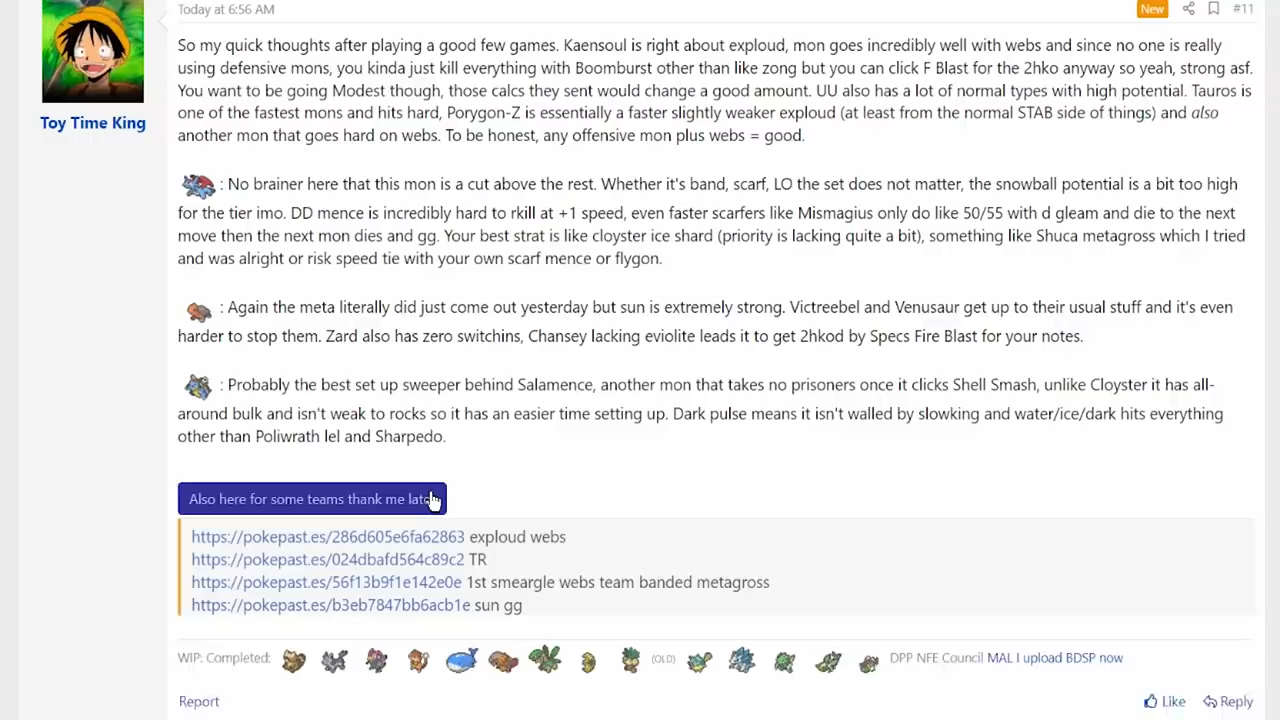 Today at 6:56 AM
New
#11
So my quick thoughts after playing a good few games. Kaensoul is right about exploud, mon goes incredibly well with webs and since no one is really
using defensive mons, you kinda just kill everything with Boomburst other than like zong but you can click F Blast for the 2hko anyway so yeah, strong asf.
You want to be going Modest though, those calcs they sent would change a good amount. UU also has a lot of normal types with high potential. Tauros is
one of the fastest mons and hits hard, Porygon-Z is essentially a faster slightly weaker exploud (at least from the normal STAB side of things) and also
another mon that goes hard on webs. To be honest, any offensive mon plus webs = good.
Toy Time King
: No brainer here that this mon is a cut above the rest. Whether it's band, scarf, LO the set does not matter, the snowball potential is a bit too high
for the tier imo. DD mence is incredibly hard to rkill at +1 speed, even faster scarfers like Mismagius only do like 50/55 with d gleam and die to the next
move then the next mon dies and gg. Your best strat is like cloyster ice shard (priority is lacking quite a bit), something like Shuca metagross which I tried
and was alright or risk speed tie with your own scarf mence or flygon.
: Again the meta literally did just come out yesterday but sun is extremely strong. Victreebel and Venusaur get up to their usual stuff and it's even
harder to stop them. Zard also has zero switchins, Chansey lacking eviolite leads it to get 2hkod by Specs Fire Blast for your notes.
: Probably the best set up sweeper behind Salamence, another mon that takes no prisoners once it clicks Shell Smash, unlike Cloyster it has all-
around bulk and isn't weak to rocks so it has an easier time setting up. Dark pulse means it isn't walled by slowking and water/ice/dark hits everything
other than Poliwrath lel and Sharpedo.
Also here for some teams thank me
https://pokepast.es/286d605e6fa62863 exploud webs
https://pokepast.es/024dbafd564c89c2 TR
https://pokepast.es/56f13b9f1e142e0e 1st smeargle webs team banded metagross
https://pokepast.es/b3eb7847bb6acb1e sun gg
WIP: Completed: (OLD) DPP NFE Council MAL I upload BDSP now
Report
Like
Reply